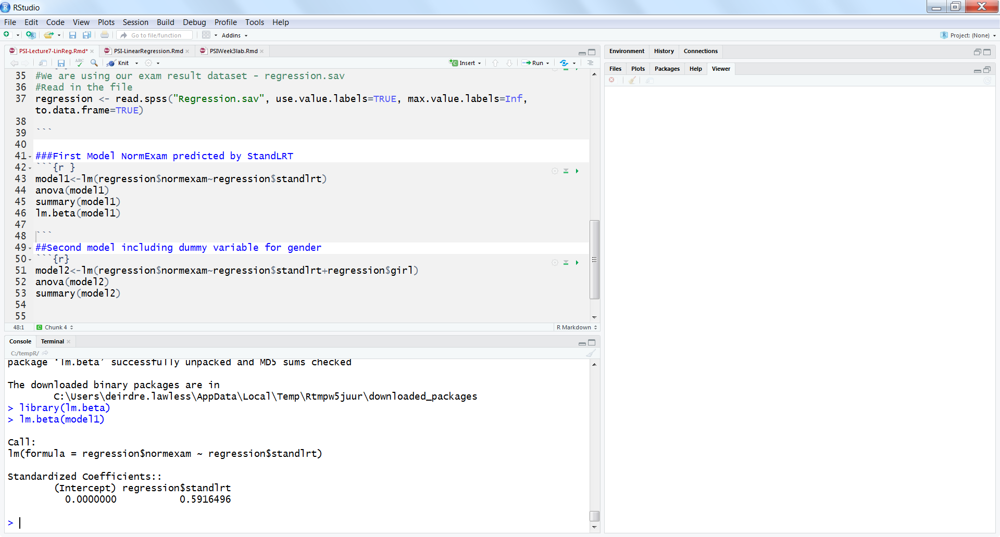 RStudio
File Edit Code View Plots Session Build Debug Profile Tools Help
Go to file/function Addins Project: (None)
PSI-Lecture7-LinReg.Rmd* PSI-LinearRegression.Rmd PSIWeek3lab.Rmd
ABC Knit Insert Run
35 #We are using our exam result dataset - regression.sav
36 #Read in the file
37 regression <- read.spss("Regression.sav", use.value.labels=TRUE, max.value.labels=Inf,
to.data.frame=TRUE)
38
39 ```
40
41 ###First Model NormExam predicted by StandLRT
42 ```{r }
43 model1<-lm(regression$normexam~regression$standlrt)
44 anova(model1)
45 summary(model1)
46 lm.beta(model1)
47
48 ```
49 ##Second model including dummy variable for gender
50 ```{r}
51 model2<-lm(regression$normexam~regression$standlrt+regression$girl)
52 anova(model2)
53 summary(model2)
54
55
48:1 C Chunk 4 R Markdown
Console Terminal
C:/tempR/
package ‘lm.beta’ successfully unpacked and MD5 sums checked
The downloaded binary packages are in
C:\Users\deirdre.lawless\AppData\Local\Temp\Rtmpw5juur\downloaded_packages
> library(lm.beta)
> lm.beta(model1)
Call:
lm(formula = regression$normexam ~ regression$standlrt)
Standardized Coefficients::
(Intercept) regression$standlrt
0.0000000 0.5916496
>
Environment History Connections
Files Plots Packages Help Viewer